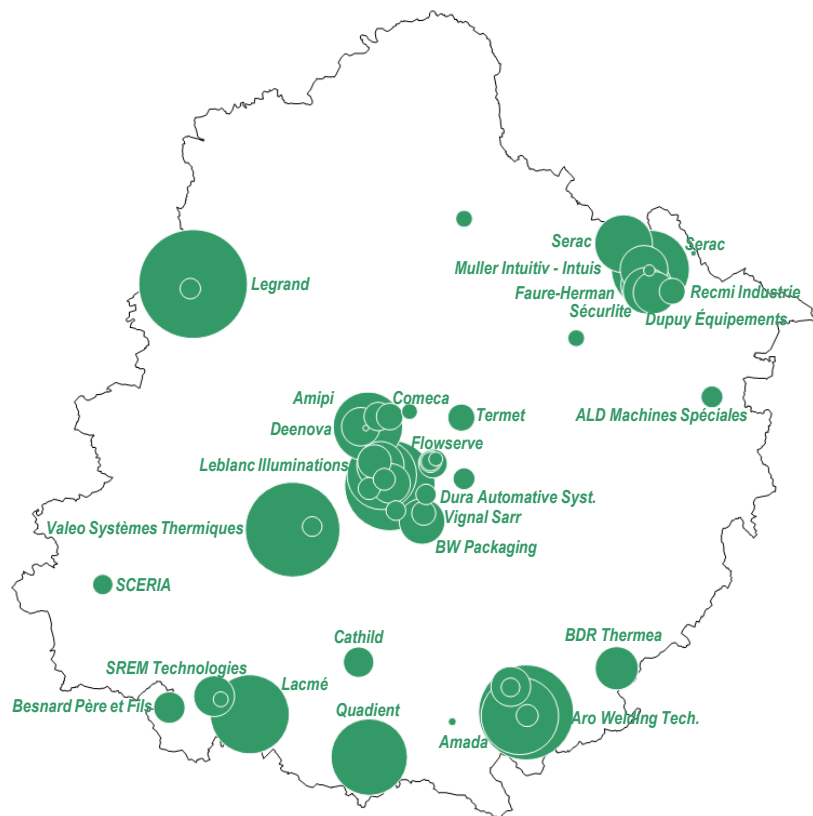 Serac
Serac
Muller Intuitiv - Intuis
Legrand
Faure-Herman
Recmi Industrie
Sécurlite
Dupuy Équipements
Amipi
Comeca
Termet
ALD Machines Spéciales
Deenova
Flowserve
Leblanc Illuminations
Dura Automative Syst.
Vignal Sarr
Valeo Systèmes Thermiques
BW Packaging
SCERIA
Cathild
BDR Thermea
SREM Technologies
Lacmé
Besnard Père et Fils
Quadient
Aro Welding Tech.
Amada